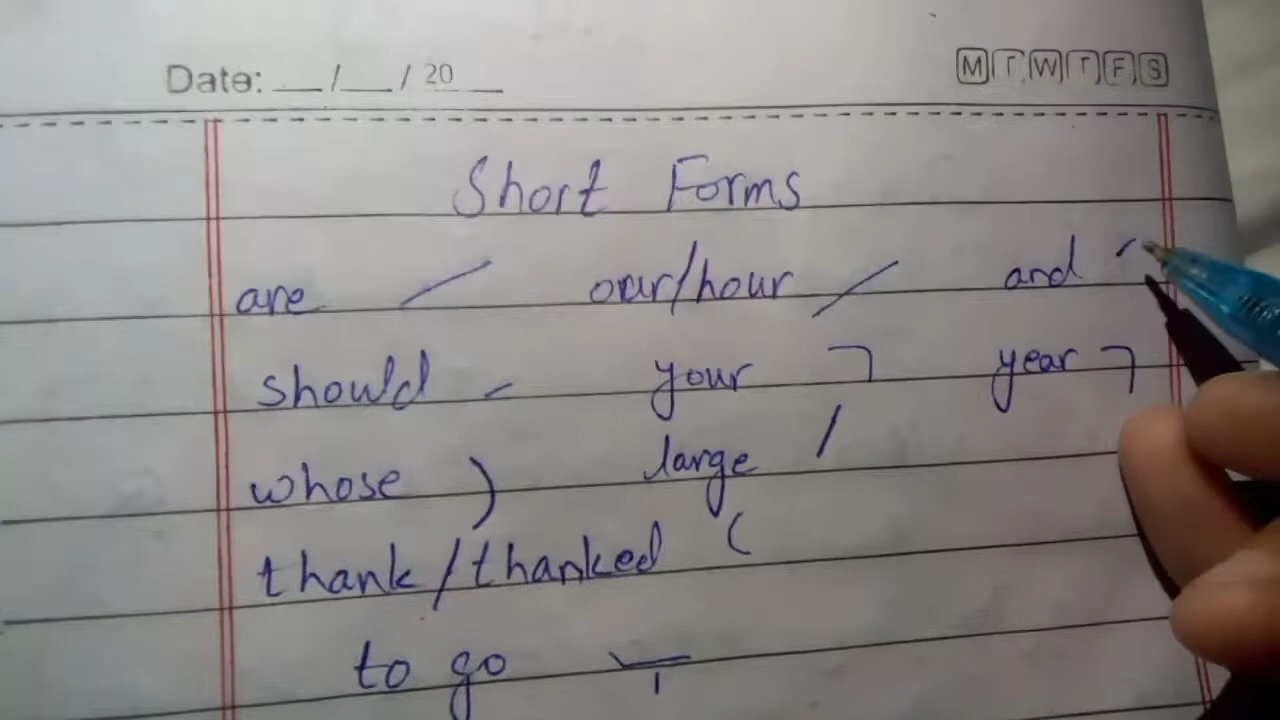 Date: __/__/20__ M T W T F S
Short Forms
are our/hour and
should your year
whose large
thank/thanked
to go